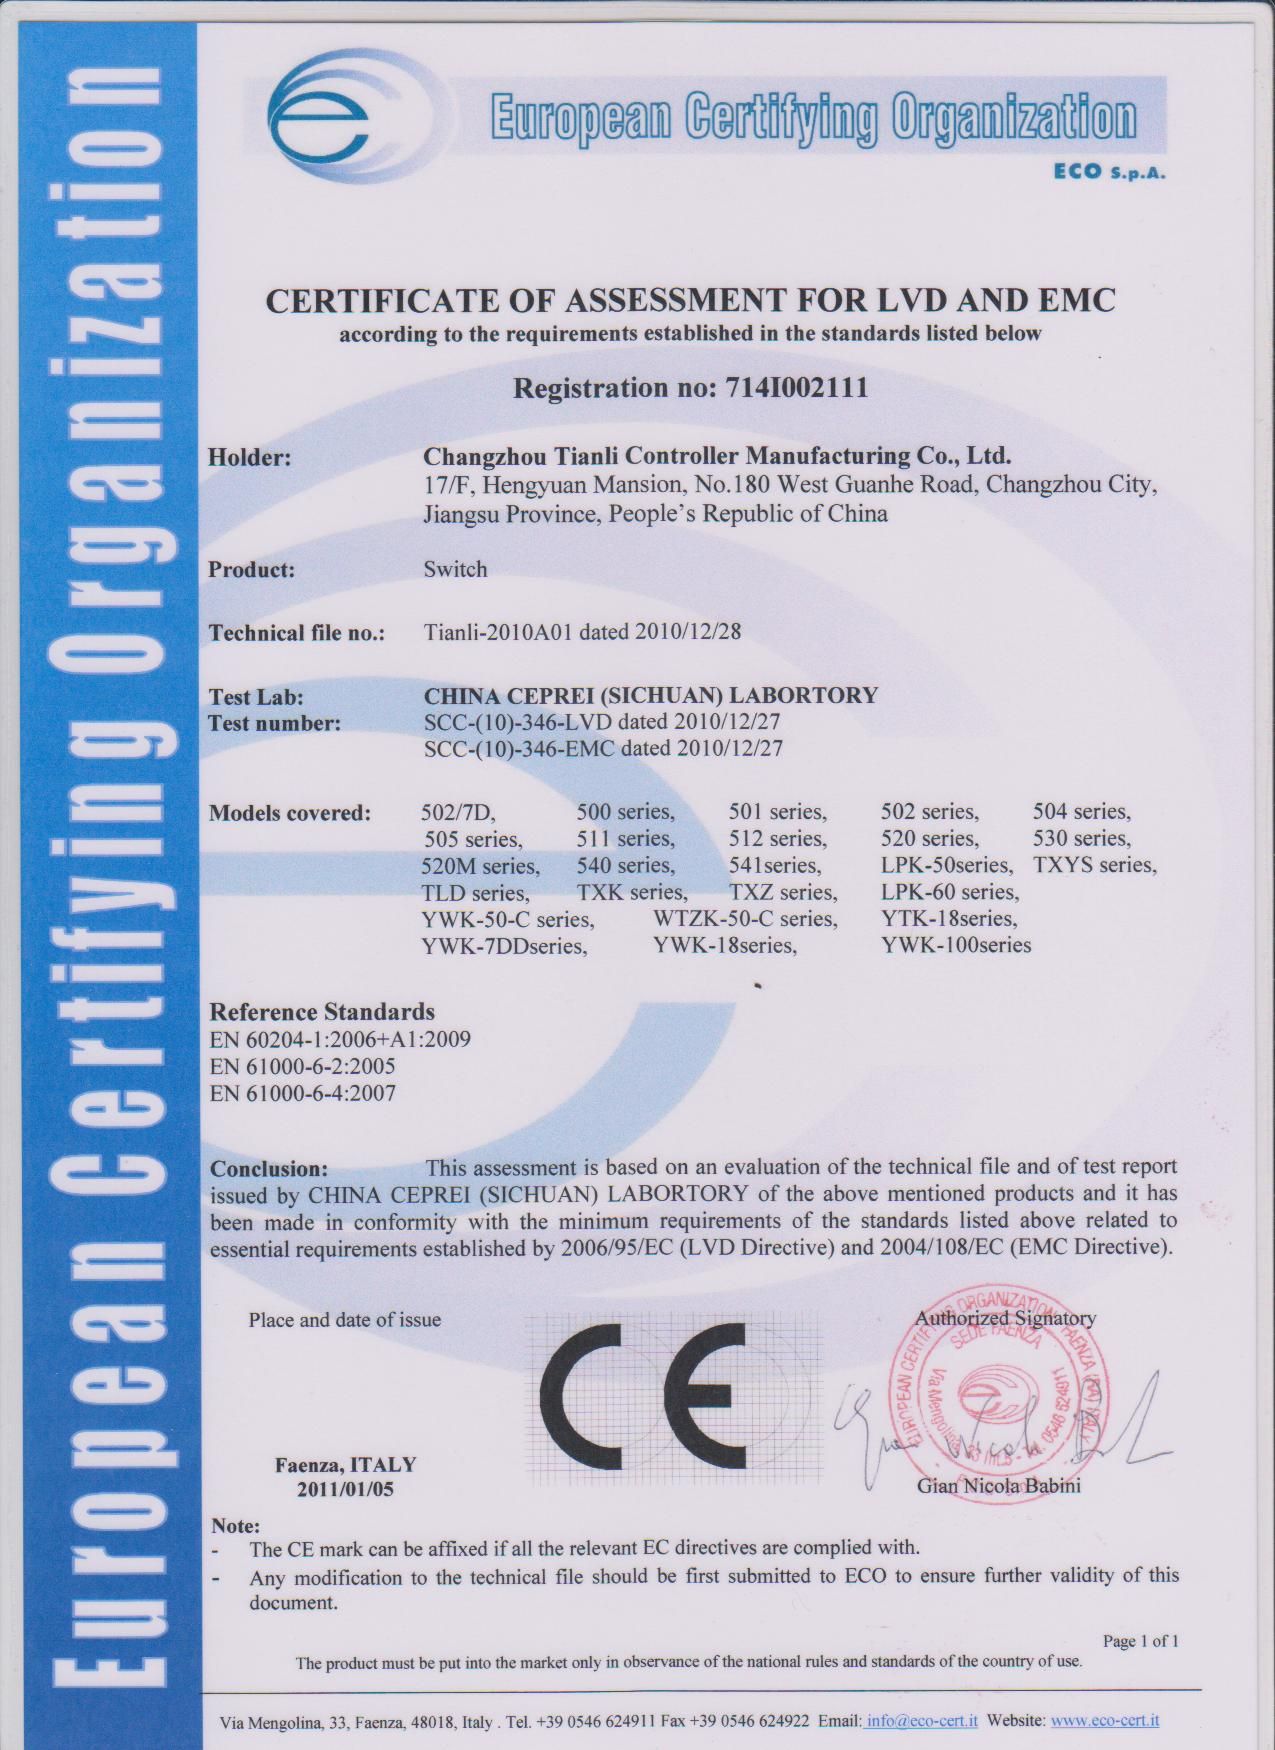 European Certifying Organization
European Certifying Organization
ECO S.p.A.
CERTIFICATE OF ASSESSMENT FOR LVD AND EMC
according to the requirements established in the standards listed below
Registration no: 714I002111
Holder: Changzhou Tianli Controller Manufacturing Co., Ltd.
17/F, Hengyuan Mansion, No.180 West Guanhe Road, Changzhou City,
Jiangsu Province, People's Republic of China
Product: Switch
Technical file no.: Tianli-2010A01 dated 2010/12/28
Test Lab: CHINA CEPREI (SICHUAN) LABORTORY
Test number: SCC-(10)-346-LVD dated 2010/12/27
SCC-(10)-346-EMC dated 2010/12/27
Models covered: 502/7D, 500 series, 501 series, 502 series, 504 series,
505 series, 511 series, 512 series, 520 series, 530 series,
520M series, 540 series, 541series, LPK-50series, TXYS series,
TLD series, TXK series, TXZ series, LPK-60 series,
YWK-50-C series, WTZK-50-C series, YTK-18series,
YWK-7DDseries, YWK-18series, YWK-100series
Reference Standards
EN 60204-1:2006+A1:2009
EN 61000-6-2:2005
EN 61000-6-4:2007
Conclusion: This assessment is based on an evaluation of the technical file and of test report
issued by CHINA CEPREI (SICHUAN) LABORTORY of the above mentioned products and it has
been made in conformity with the minimum requirements of the standards listed above related to
essential requirements established by 2006/95/EC (LVD Directive) and 2004/108/EC (EMC Directive).
Place and date of issue
Authorized Signatory
CE
EUROPEAN CERTIFYING ORGANIZATION FAENZA (RA) ITALY
SEDE FAENZA
Via Mengolina, 33 Int.5 - Tel. 0546 624911
Faenza, ITALY
2011/01/05
Gian Nicola Babini
Note:
- The CE mark can be affixed if all the relevant EC directives are complied with.
- Any modification to the technical file should be first submitted to ECO to ensure further validity of this
document.
Page 1 of 1
The product must be put into the market only in observance of the national rules and standards of the country of use.
Via Mengolina, 33, Faenza, 48018, Italy . Tel. +39 0546 624911 Fax +39 0546 624922 Email: info@eco-cert.it Website: www.eco-cert.it